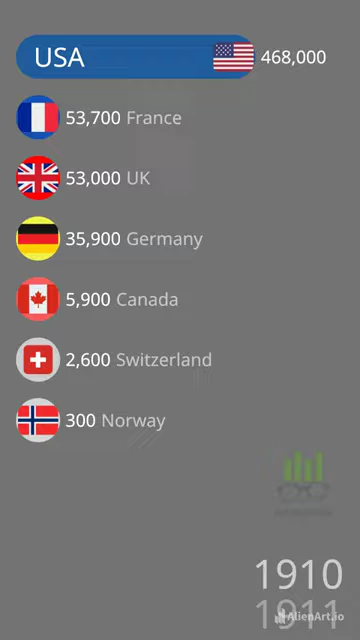 USA 468,000
53,700 France
53,000 UK
35,900 Germany
5,900 Canada
2,600 Switzerland
300 Norway
1910
1911
AlienArt.io